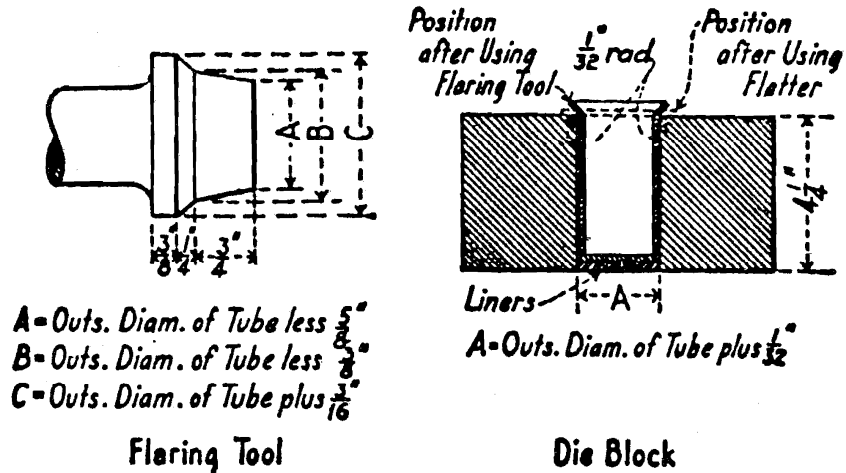 Position
after Using
Flaring Tool
1/32" rad.
Position
after Using
Flatter
A
B
C
3/8"
1/4"
3/4"
4 1/4"
Liners
A
A=Outs. Diam. of Tube less 5/8"
B=Outs. Diam. of Tube less 3/8"
C=Outs. Diam. of Tube plus 3/16"
A=Outs. Diam. of Tube plus 1/32"
Flaring Tool
Die Block